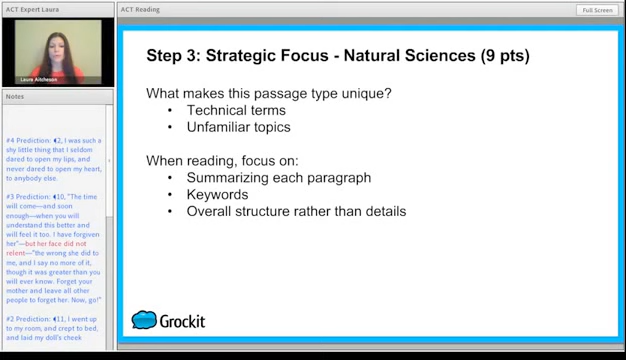 ACT Expert Laura
ACT Reading
Full Screen
Laura Aitcheson
Notes
#4 Prediction: ¶2, I was such
a shy little thing that I seldom
dared to open my lips, and
never dared to open my heart,
to anybody else.
#3 Prediction: ¶10, "The time
will come—and soon
enough—when you will
understand this better and
will feel it too. I have forgiven
her"—but her face did not
relent—"the wrong she did to
me, and I say no more of it,
though it was greater than you
will ever know. Forget your
mother and leave all other
people to forget her. Now, go!"
#2 Prediction: ¶11, I went up
to my room, and crept to bed,
and laid my doll's cheek
Step 3: Strategic Focus - Natural Sciences (9 pts)
What makes this passage type unique?
• Technical terms
• Unfamiliar topics
When reading, focus on:
• Summarizing each paragraph
• Keywords
• Overall structure rather than details
Grockit